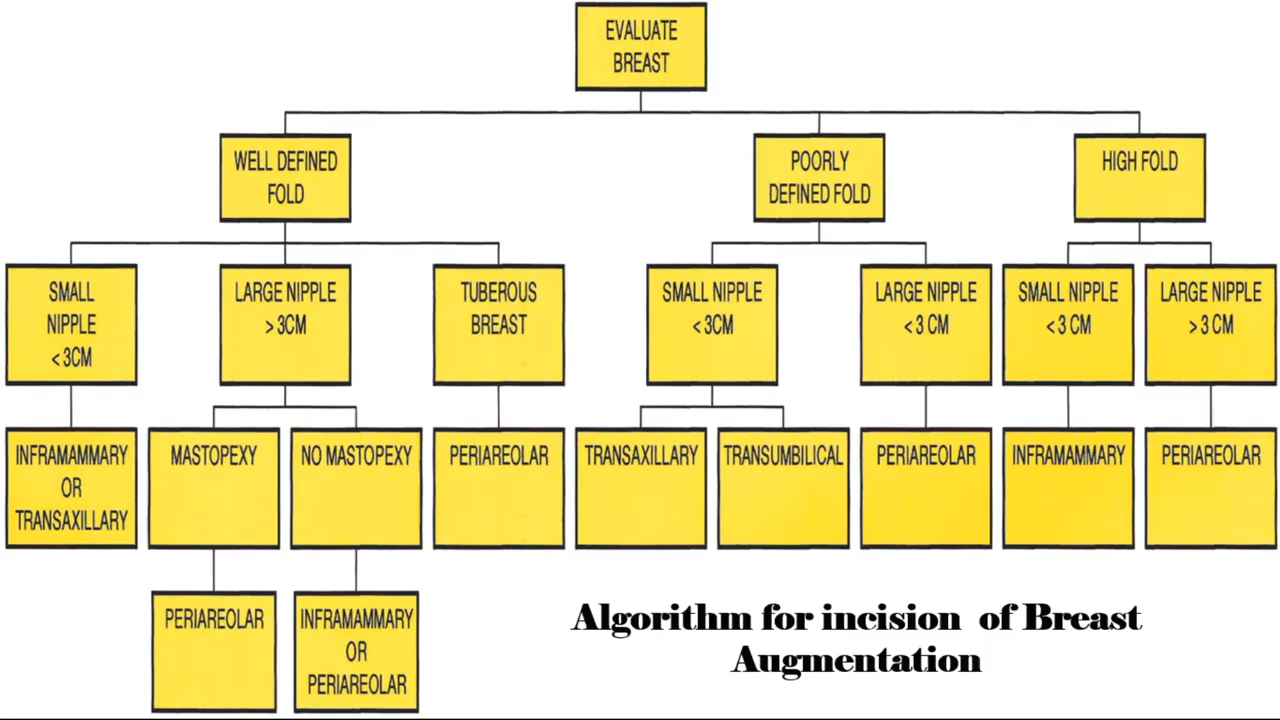 EVALUATE
BREAST
WELL DEFINED
FOLD
POORLY
DEFINED FOLD
HIGH FOLD
SMALL
NIPPLE
< 3CM
LARGE NIPPLE
> 3CM
TUBEROUS
BREAST
SMALL NIPPLE
< 3CM
LARGE NIPPLE
< 3 CM
SMALL NIPPLE
< 3 CM
LARGE NIPPLE
> 3 CM
INFRAMAMMARY
OR
TRANSAXILLARY
MASTOPEXY
NO MASTOPEXY
PERIAREOLAR
TRANSAXILLARY
TRANSUMBILICAL
PERIAREOLAR
INFRAMAMMARY
PERIAREOLAR
PERIAREOLAR
INFRAMAMMARY
OR
PERIAREOLAR
Algorithm for incision of Breast
Augmentation